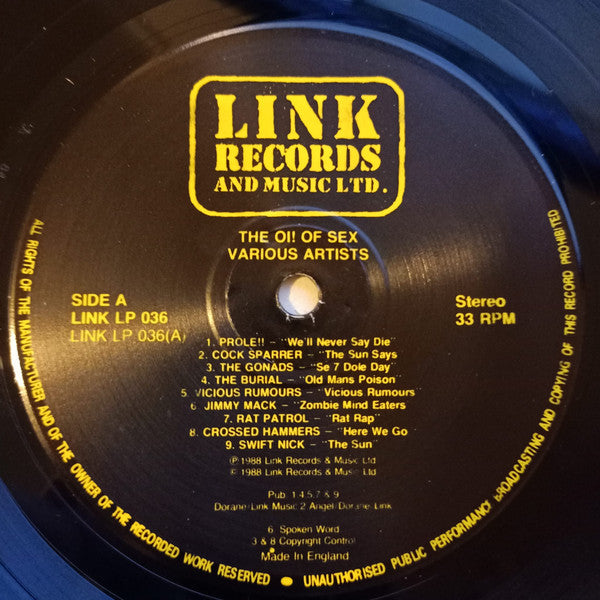 LINK
RECORDS
AND MUSIC LTD.
THE OI! OF SEX
VARIOUS ARTISTS
SIDE A
LINK LP 036
LINK LP 036(A)
Stereo
33 RPM
1. PROLE!! – "We'll Never Say Die"
2. COCK SPARRER – "The Sun Says
3. THE GONADS – "Se 7 Dole Day"
4. THE BURIAL – "Old Mans Poison"
5. VICIOUS RUMOURS – "Vicious Rumours"
6. JIMMY MACK – "Zombie Mind Eaters
7. RAT PATROL – "Rat Rap"
8. CROSSED HAMMERS – "Here We Go
9. SWIFT NICK – "The Sun"
℗ 1988 Link Records & Music Ltd
© 1988 Link Records & Music Ltd
Pub 1.4.5.7 & 9
Dorane/Link Music 2 Angel/Dorane-Link
6. Spoken Word
3 & 8 Copyright Control
Made In England
ALL RIGHTS OF THE MANUFACTURER AND OF THE OWNER OF THE RECORDED WORK RESERVED • UNAUTHORISED PUBLIC PERFORMANCE BROADCASTING AND COPYING OF THIS RECORD PROHIBITED